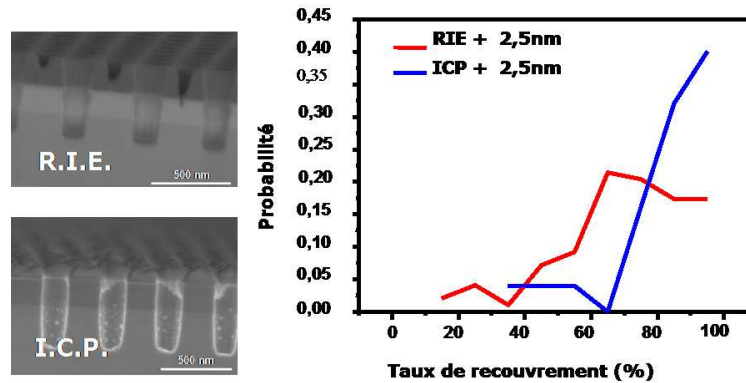 R.I.E.
500 nm
I.C.P.
500 nm
RIE + 2,5nm
ICP + 2,5nm
Probabilité
0,45
0,40
0,35
0,30
0,25
0,20
0,15
0,10
0,05
0,00
0 20 40 60 80 100
Taux de recouvrement (%)